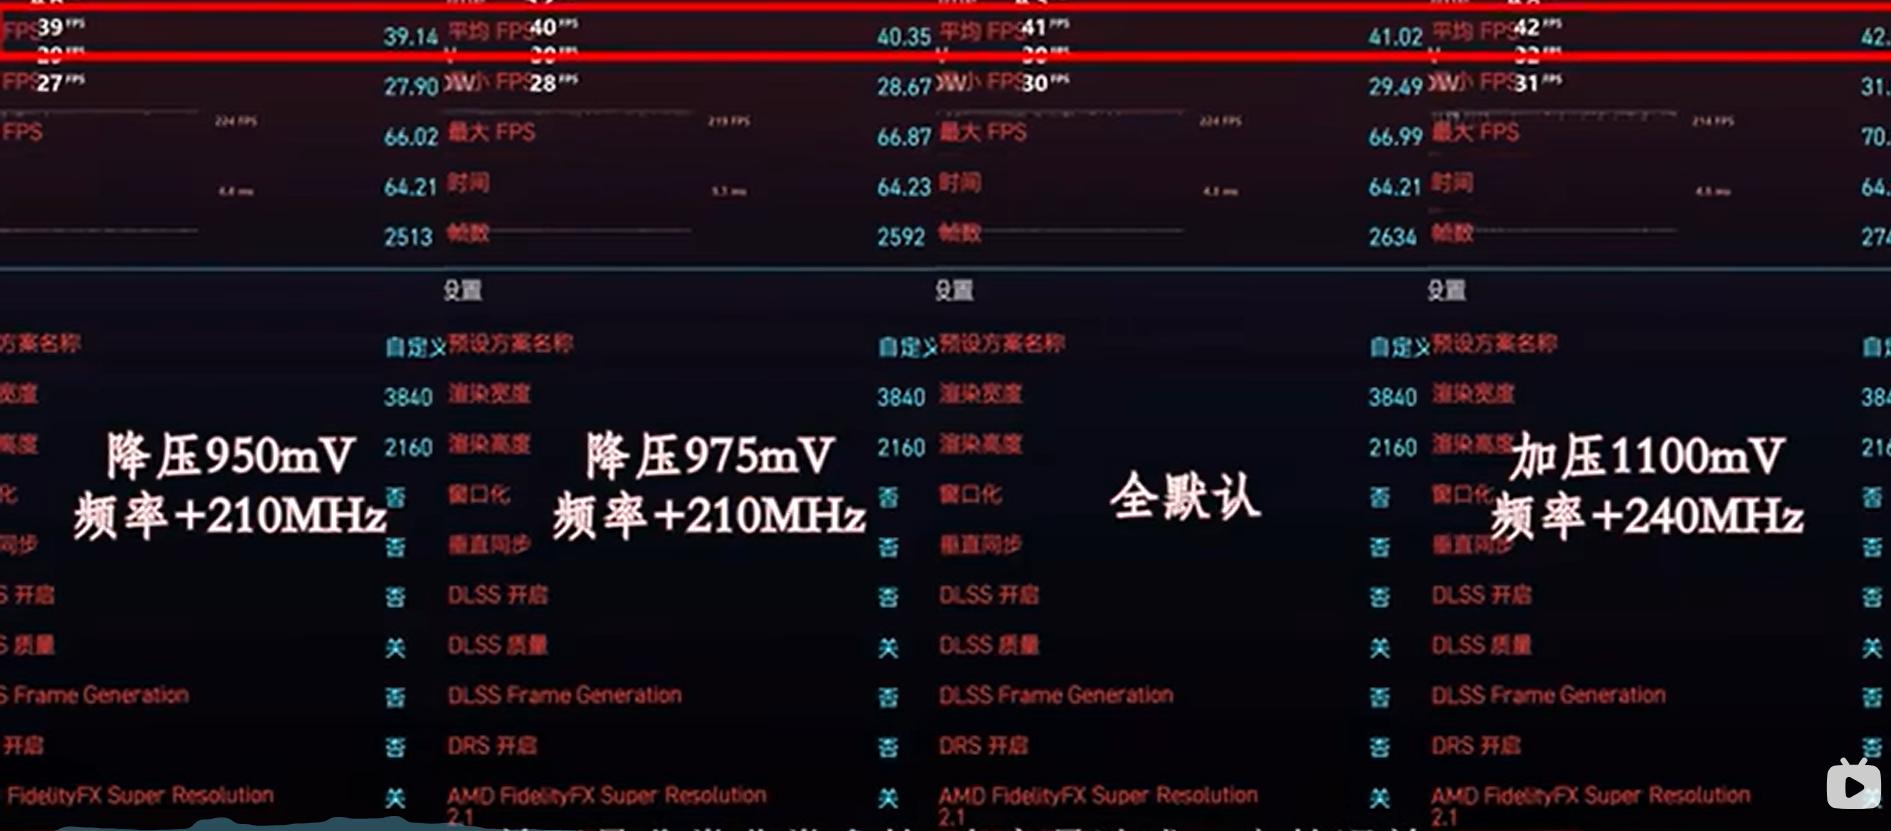 FPS 39 FPS 39.14 平均 FPS 40 FPS 40.35 平均 FPS 41 FPS 41.02 平均 FPS 42 FPS 42.
FPS 27 FPS 27.90 小 FPS 28 FPS 28.67 小 FPS 30 FPS 29.49 小 FPS 31 FPS 31.
224 FPS 219 FPS 224 FPS 214 FPS
FPS 66.02 最大 FPS 66.87 最大 FPS 66.99 最大 FPS 70.
64.21 时间 64.23 时间 64.21 时间 64.
2513 帧数 2592 帧数 2634 帧数 274
设置 设置 设置
方案名称 自定义 预设方案名称 自定义 预设方案名称 自定义 预设方案名称 自定
宽度 3840 渲染宽度 3840 渲染宽度 3840 渲染宽度 384
高度 2160 渲染高度 2160 渲染高度 2160 渲染高度 216
降压950mV 降压975mV 全默认 加压1100mV
频率+210MHz 频率+210MHz 频率+240MHz
化 否 窗口化 否 窗口化 否 窗口化 否
同步 否 垂直同步 否 垂直同步 否 垂直同步 否
S 开启 否 DLSS 开启 否 DLSS 开启 否 DLSS 开启 否
S 质量 关 DLSS 质量 关 DLSS 质量 关 DLSS 质量 关
S Frame Generation 否 DLSS Frame Generation 否 DLSS Frame Generation 否 DLSS Frame Generation 否
开启 否 DRS 开启 否 DRS 开启 否 DRS 开启 否
FidelityFX Super Resolution 关 AMD FidelityFX Super Resolution 关 AMD FidelityFX Super Resolution 关 AMD FidelityFX Super Resolution
2.1 2.1 2.1